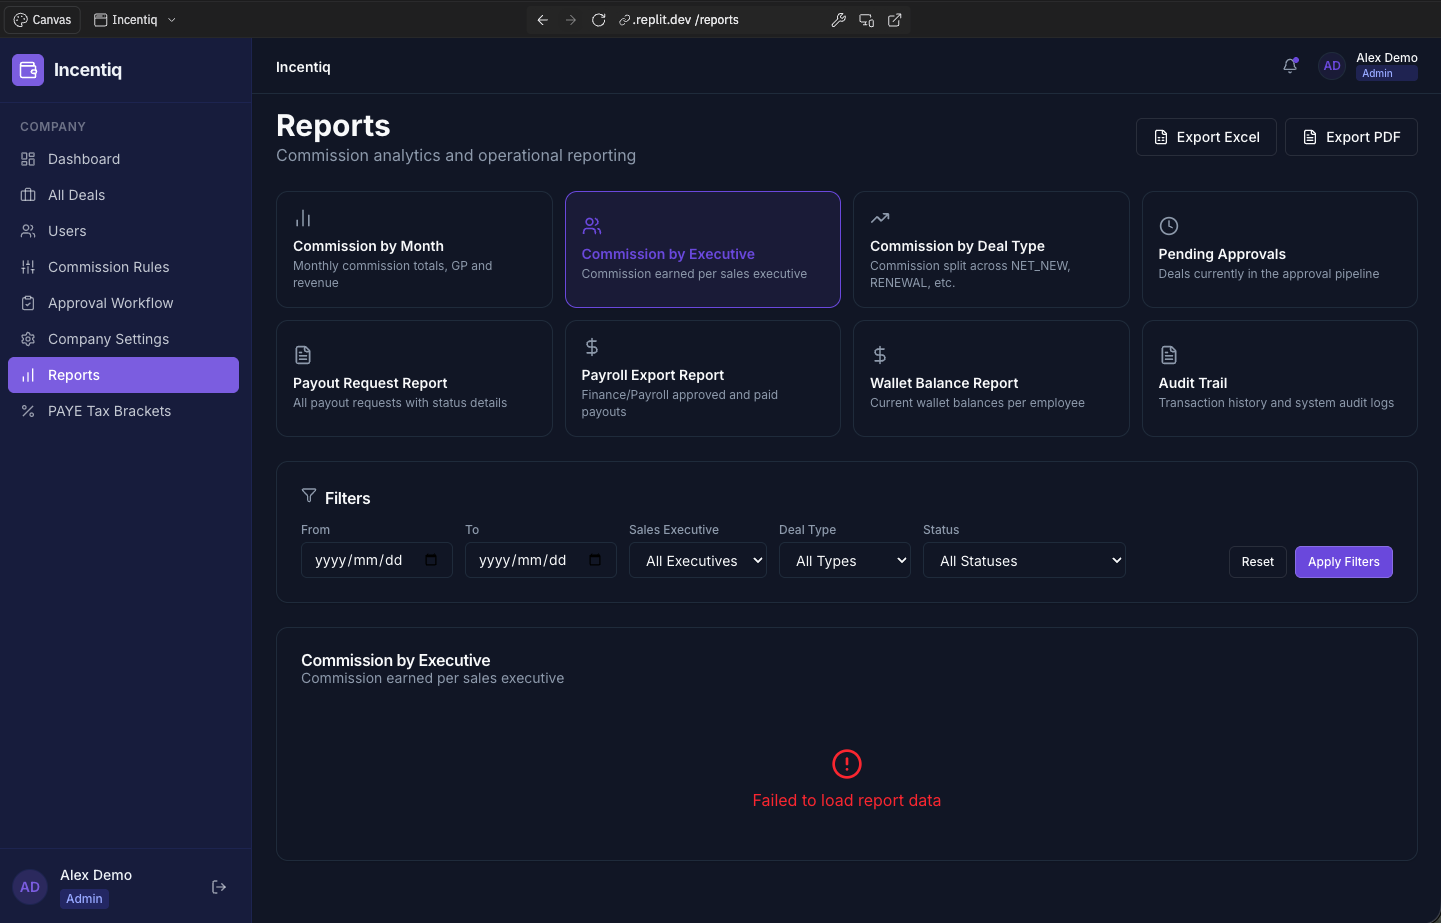 Canvas
Incentiq
.replit.dev /reports
Incentiq
COMPANY
Dashboard
All Deals
Users
Commission Rules
Approval Workflow
Company Settings
Reports
PAYE Tax Brackets
AD
Alex Demo
Admin
Incentiq
AD
Alex Demo
Admin
Reports
Commission analytics and operational reporting
Export Excel
Export PDF
Commission by Month
Monthly commission totals, GP and
revenue
Commission by Executive
Commission earned per sales executive
Commission by Deal Type
Commission split across NET_NEW,
RENEWAL, etc.
Pending Approvals
Deals currently in the approval pipeline
Payout Request Report
All payout requests with status details
Payroll Export Report
Finance/Payroll approved and paid
payouts
Wallet Balance Report
Current wallet balances per employee
Audit Trail
Transaction history and system audit logs
Filters
From
To
Sales Executive
Deal Type
Status
yyyy/mm/dd
yyyy/mm/dd
All Executives
All Types
All Statuses
Reset
Apply Filters
Commission by Executive
Commission earned per sales executive
Failed to load report data